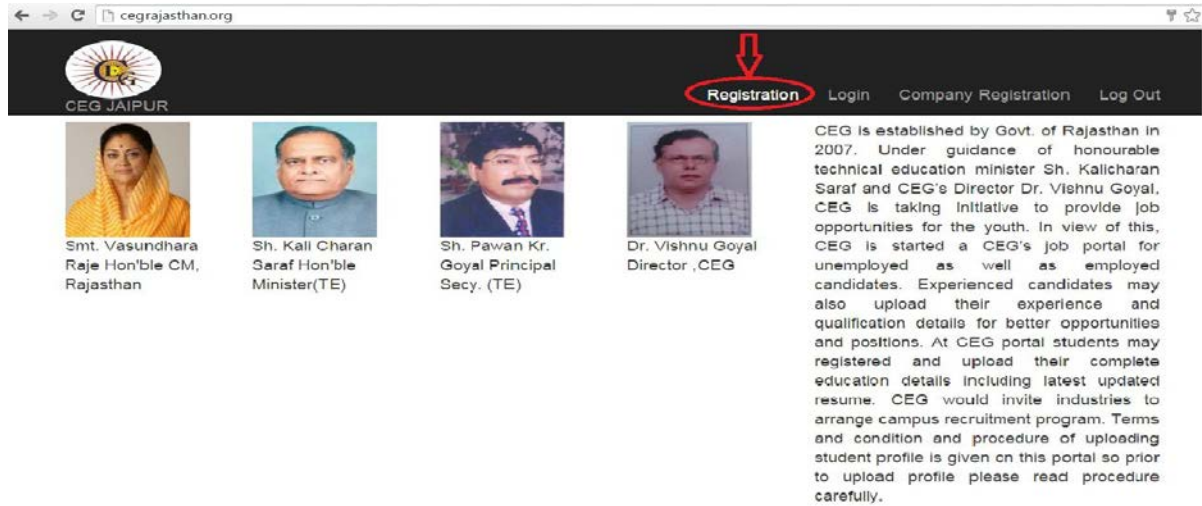 cegrajasthan.org
CEG
CEG JAIPUR
Registration Login Company Registration Log Out
Smt. Vasundhara
Raje Hon'ble CM,
Rajasthan
Sh. Kali Charan
Saraf Hon'ble
Minister(TE)
Sh. Pawan Kr.
Goyal Principal
Secy. (TE)
Dr. Vishnu Goyal
Director ,CEG
CEG is established by Govt. of Rajasthan in
2007. Under guidance of honourable
technical education minister Sh. Kalicharan
Saraf and CEG's Director Dr. Vishnu Goyal,
CEG is taking initiative to provide job
opportunities for the youth. In view of this,
CEG is started a CEG's job portal for
unemployed as well as employed
candidates. Experienced candidates may
also upload their experience and
qualification details for better opportunities
and positions. At CEG portal students may
registered and upload their complete
education details including latest updated
resume. CEG would invite industries to
arrange campus recruitment program. Terms
and condition and procedure of uploading
student profile is given on this portal so prior
to upload profile please read procedure
carefully.